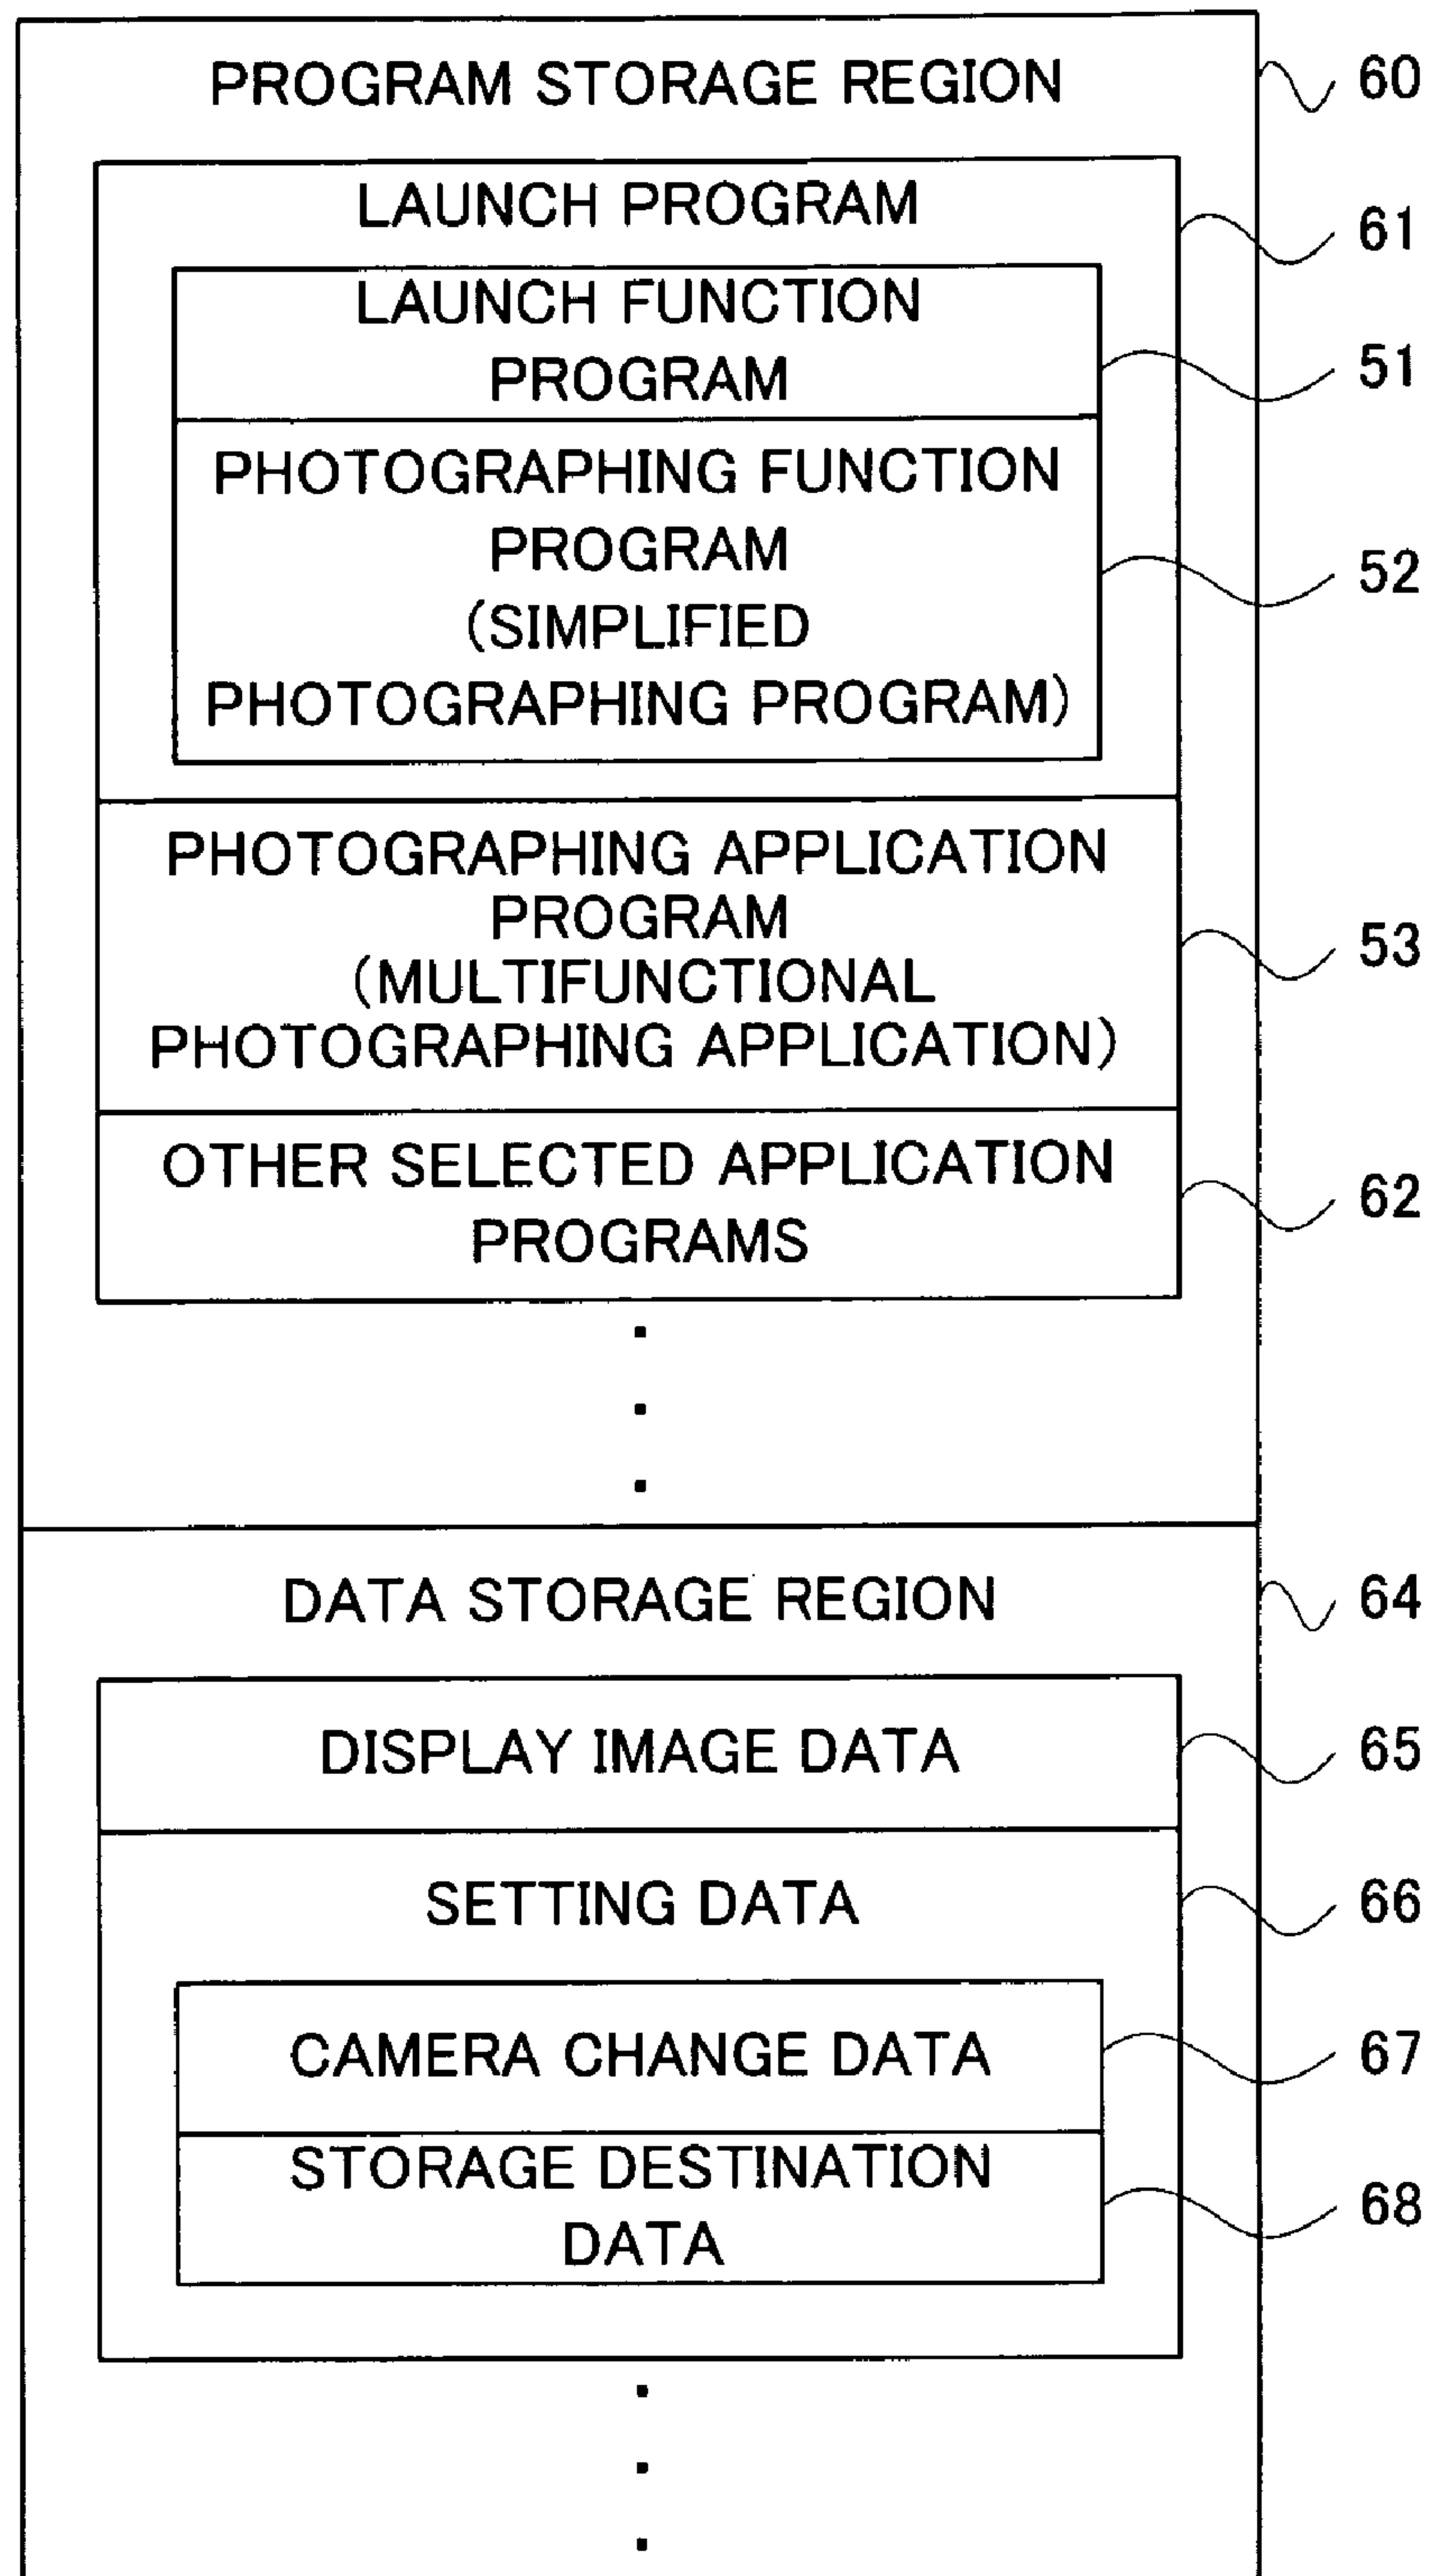 PROGRAM STORAGE REGION 60
LAUNCH PROGRAM 61
LAUNCH FUNCTION
PROGRAM 51
PHOTOGRAPHING FUNCTION
PROGRAM 52
(SIMPLIFIED
PHOTOGRAPHING PROGRAM)
PHOTOGRAPHING APPLICATION
PROGRAM 53
(MULTIFUNCTIONAL
PHOTOGRAPHING APPLICATION)
OTHER SELECTED APPLICATION 62
PROGRAMS
DATA STORAGE REGION 64
DISPLAY IMAGE DATA 65
SETTING DATA 66
CAMERA CHANGE DATA 67
STORAGE DESTINATION 68
DATA